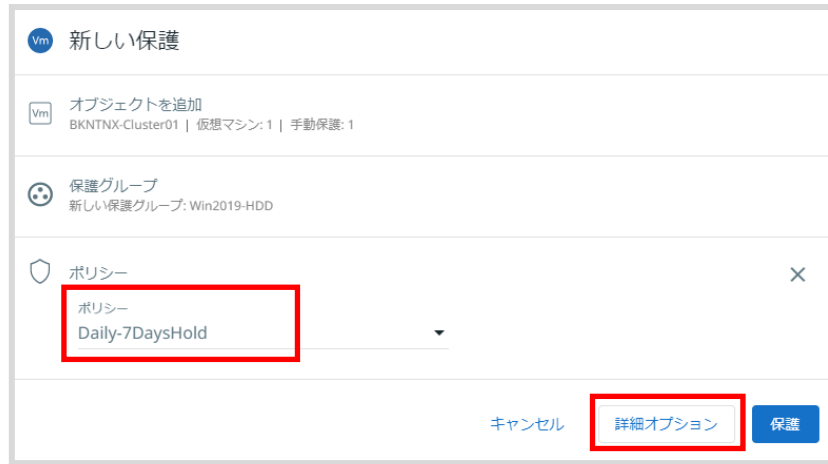 Vm 新しい保護
Vm オブジェクトを追加
BKNTNX-Cluster01 | 仮想マシン: 1 | 手動保護: 1
保護グループ
新しい保護グループ: Win2019-HDD
ポリシー
ポリシー
Daily-7DaysHold
キャンセル 詳細オプション 保護